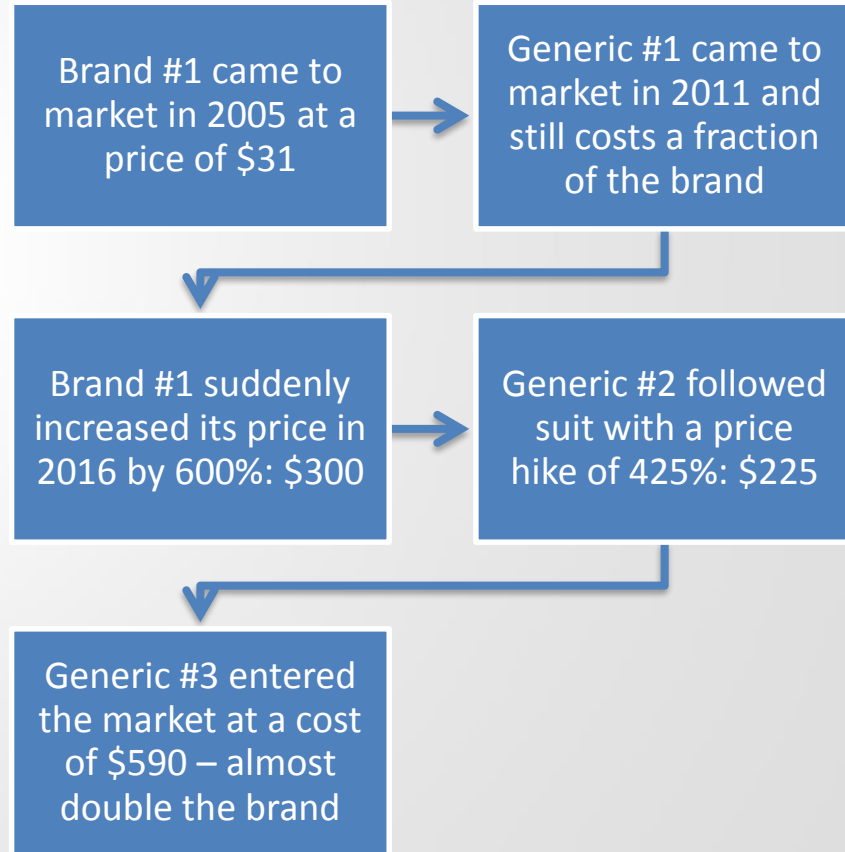 Brand #1 came to
market in 2005 at a
price of $31
Generic #1 came to
market in 2011 and
still costs a fraction
of the brand
Brand #1 suddenly
increased its price in
2016 by 600%: $300
Generic #2 followed
suit with a price
hike of 425%: $225
Generic #3 entered
the market at a cost
of $590 – almost
double the brand